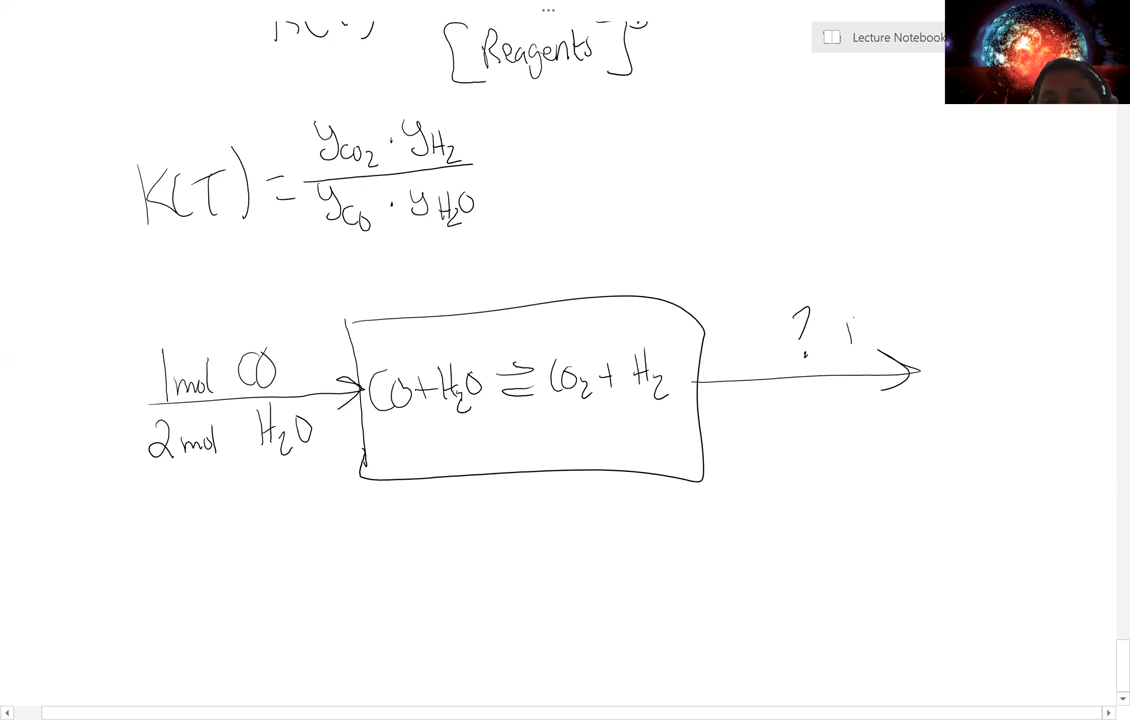 Lecture Notebook
[Reagents]
K(T) = yCO₂ · yH₂ / yCO · yH₂O
? i
1 mol CO
CO + H₂O ⇌ CO₂ + H₂
2 mol H₂O